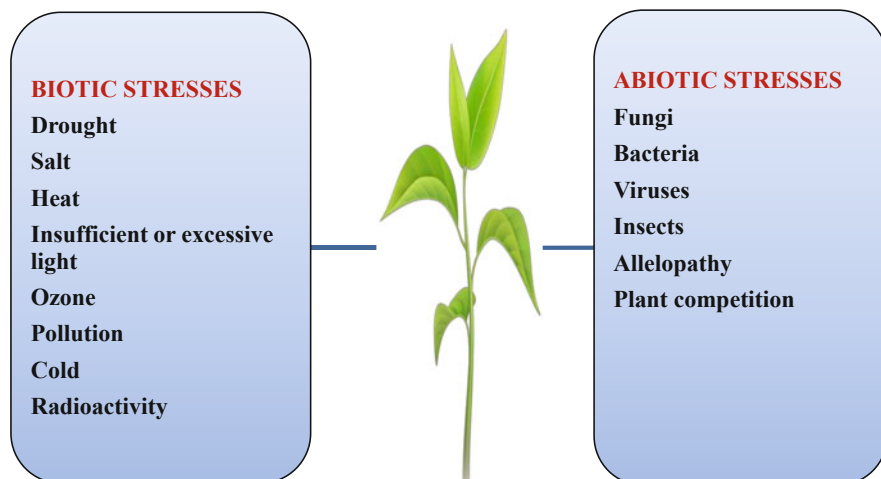 BIOTIC STRESSES
Drought
Salt
Heat
Insufficient or excessive
light
Ozone
Pollution
Cold
Radioactivity
ABIOTIC STRESSES
Fungi
Bacteria
Viruses
Insects
Allelopathy
Plant competition